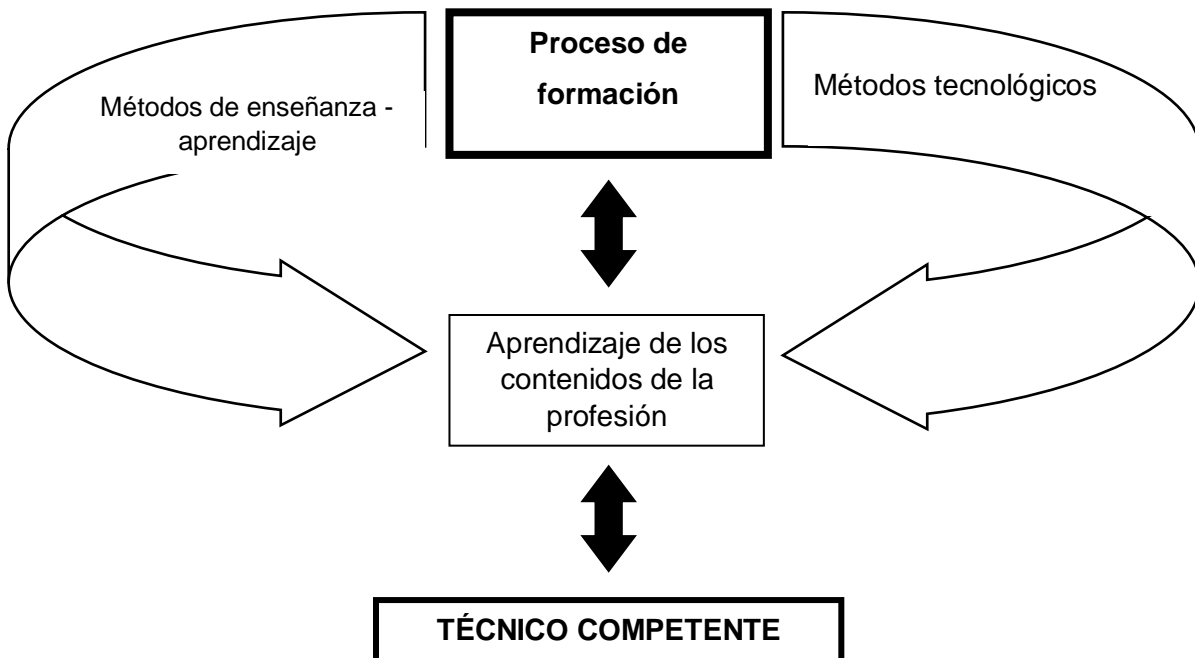 Proceso de
formación
Métodos de enseñanza -
aprendizaje
Métodos tecnológicos
Aprendizaje de los
contenidos de la
profesión
TÉCNICO COMPETENTE